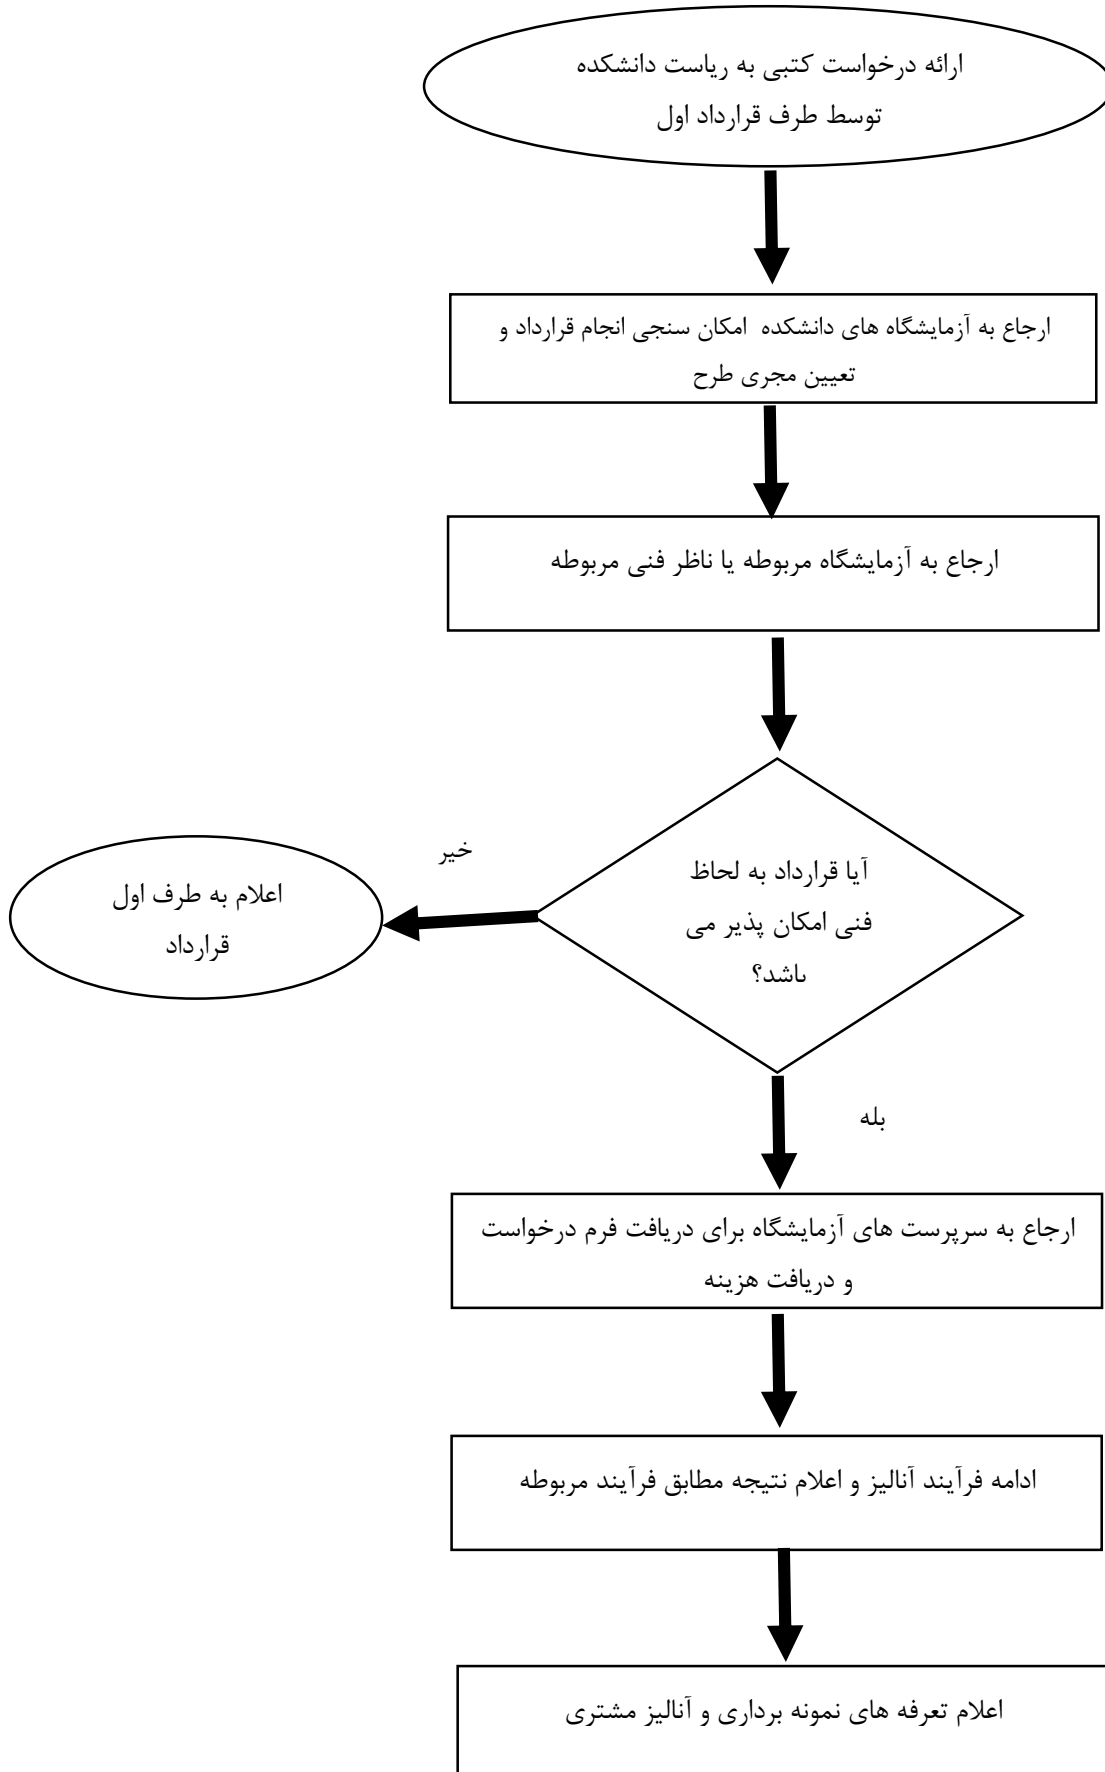 ارائه درخواست کتبی به ریاست دانشکده
توسط طرف قرارداد اول
ارجاع به آزمایشگاه های دانشکده امکان سنجی انجام قرارداد و
تعیین مجری طرح
ارجاع به آزمایشگاه مربوطه یا ناظر فنی مربوطه
آیا قرارداد به لحاظ
فنی امکان پذیر می
باشد؟
خیر
اعلام به طرف اول
قرارداد
بله
ارجاع به سرپرست های آزمایشگاه برای دریافت فرم درخواست
و دریافت هزینه
ادامه فرآیند آنالیز و اعلام نتیجه مطابق فرآیند مربوطه
اعلام تعرفه های نمونه برداری و آنالیز مشتری